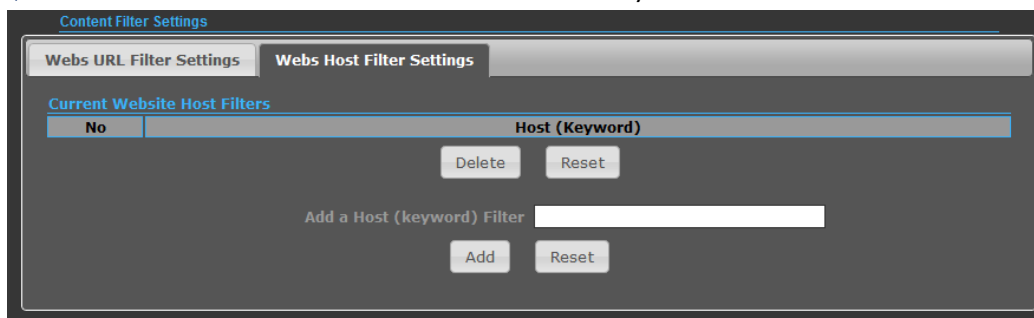 Content Filter Settings
Webs URL Filter Settings Webs Host Filter Settings
Current Website Host Filters
No Host (Keyword)
Delete Reset
Add a Host (keyword) Filter
Add Reset